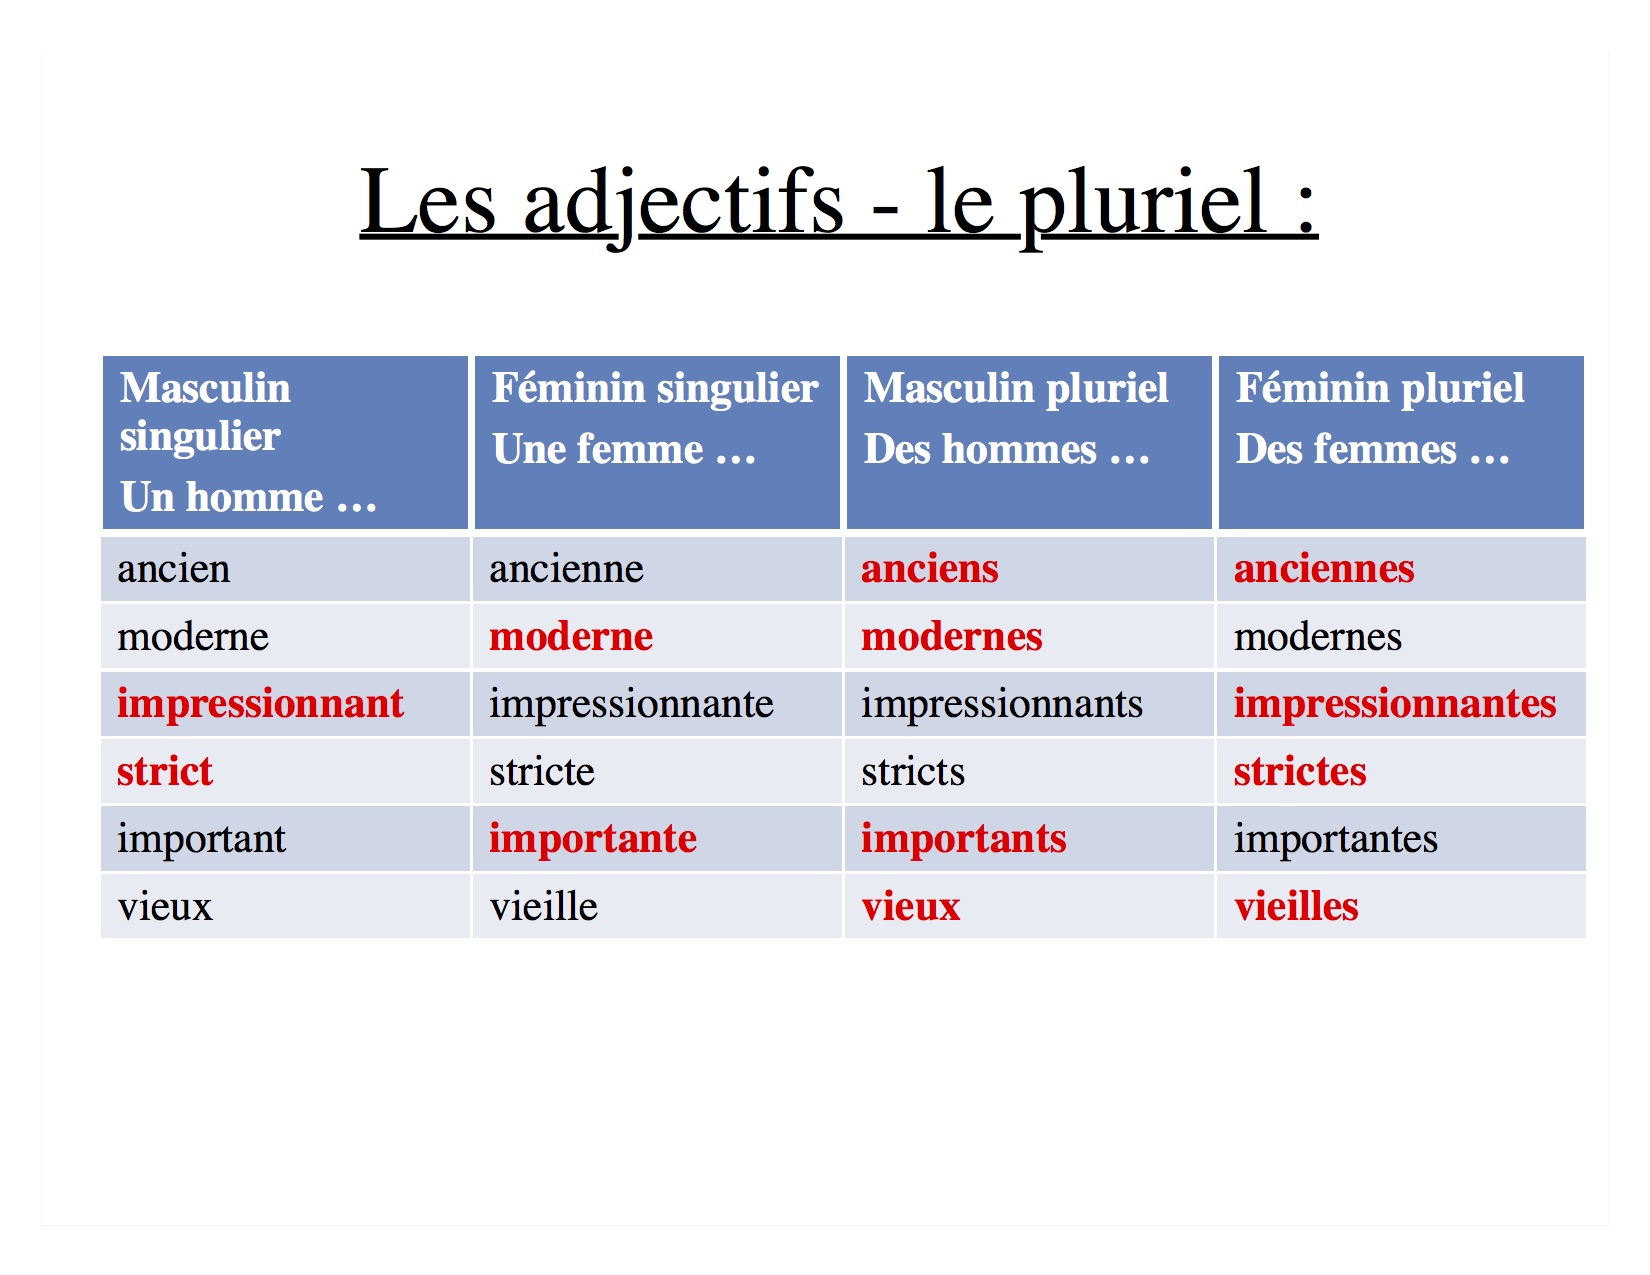 Les adjectifs - le pluriel :
Masculin
singulier
Un homme …
Féminin singulier
Une femme …
Masculin pluriel
Des hommes …
Féminin pluriel
Des femmes …
ancien ancienne anciens anciennes
moderne moderne modernes modernes
impressionnant impressionnante impressionnants impressionnantes
strict stricte stricts strictes
important importante importants importantes
vieux vieille vieux vieilles